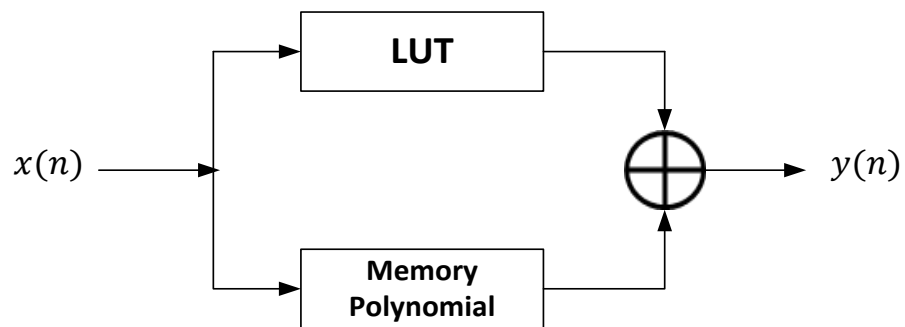 LUT
x(n)
y(n)
Memory
Polynomial